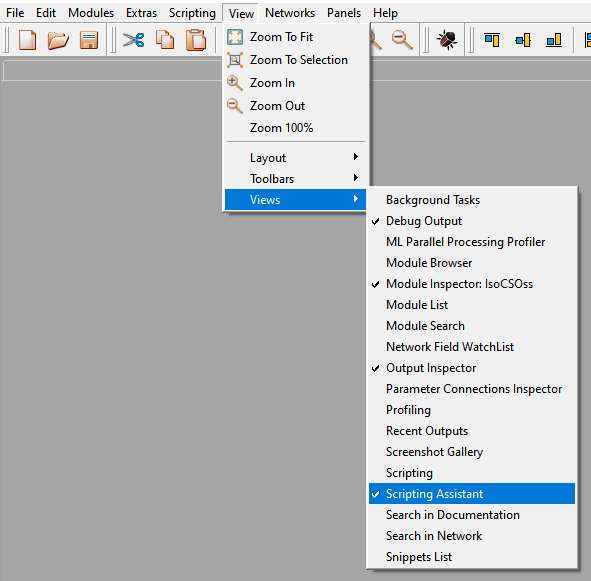 File Edit Modules Extras Scripting View Networks Panels Help
Zoom To Fit
Zoom To Selection
Zoom In
Zoom Out
Zoom 100%
Layout
Toolbars
Views
Background Tasks
Debug Output
ML Parallel Processing Profiler
Module Browser
Module Inspector: IsoCSOss
Module List
Module Search
Network Field WatchList
Output Inspector
Parameter Connections Inspector
Profiling
Recent Outputs
Screenshot Gallery
Scripting
Scripting Assistant
Search in Documentation
Search in Network
Snippets List